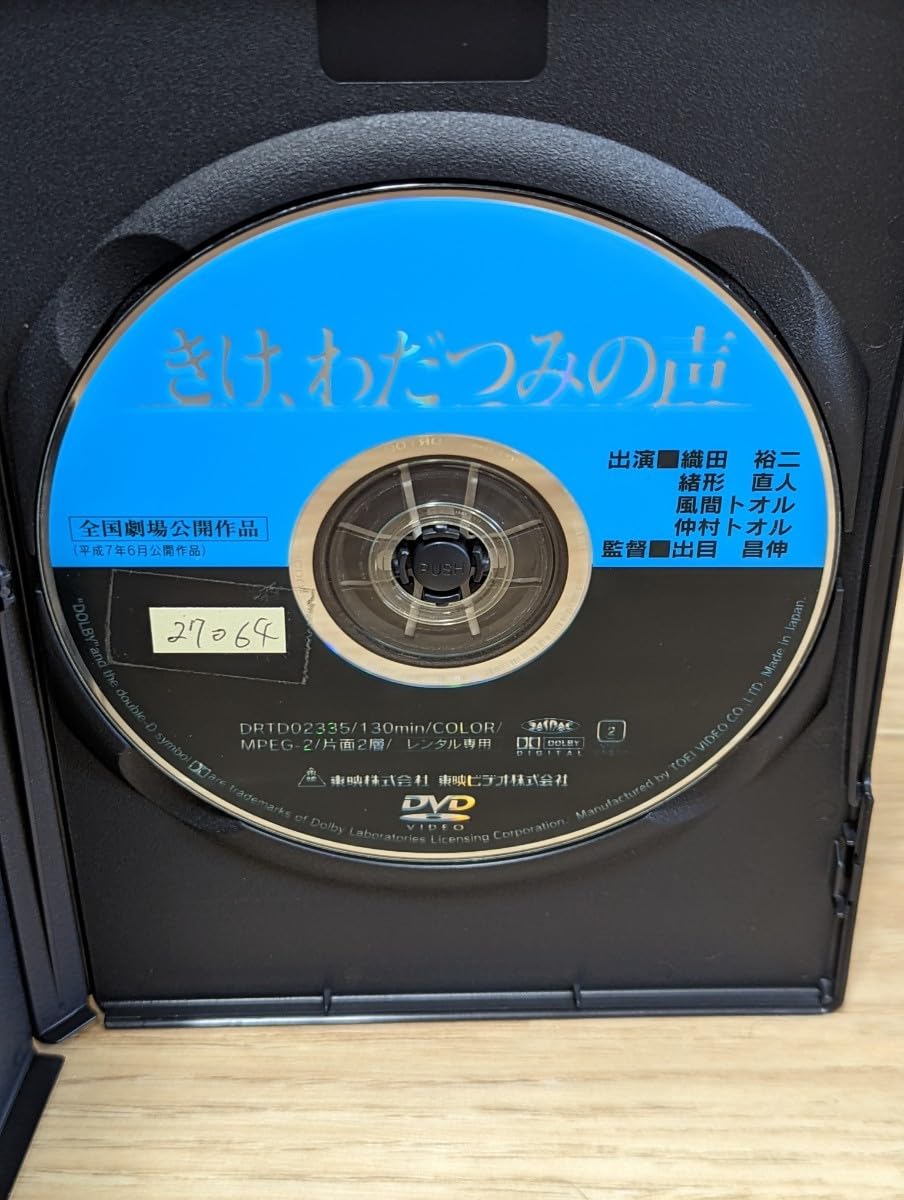 きけ、わだつみの声
出演■織田 裕二
緒形 直人
風間トオル
仲村トオル
監督■出目 昌伸
全国劇場公開作品
(平成7年6月公開作品)
PUSH
27064
DRTD02335/130min/COLOR/
MPEG-2/片面2層/ レンタル専用
DOLBY
DIGITAL
2
東映株式会社 東映ビデオ株式会社
DVD
VIDEO
"DOLBY" and the double-D symbol are trademarks of Dolby Laboratories Licensing Corporation. Manufactured by TOEI VIDEO CO.,LTD. Made in Japan.